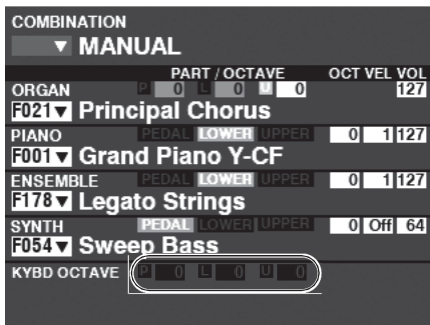 COMBINATION
▼ MANUAL
PART / OCTAVE OCT VEL VOL
ORGAN P 0 L 0 U 0 127
F021▼ Principal Chorus
PIANO PEDAL LOWER UPPER 0 1 127
F001▼ Grand Piano Y-CF
ENSEMBLE PEDAL LOWER UPPER 0 1 127
F178▼ Legato Strings
SYNTH PEDAL LOWER UPPER 0 Off 64
F054▼ Sweep Bass
KYBD OCTAVE P 0 L 0 U 0